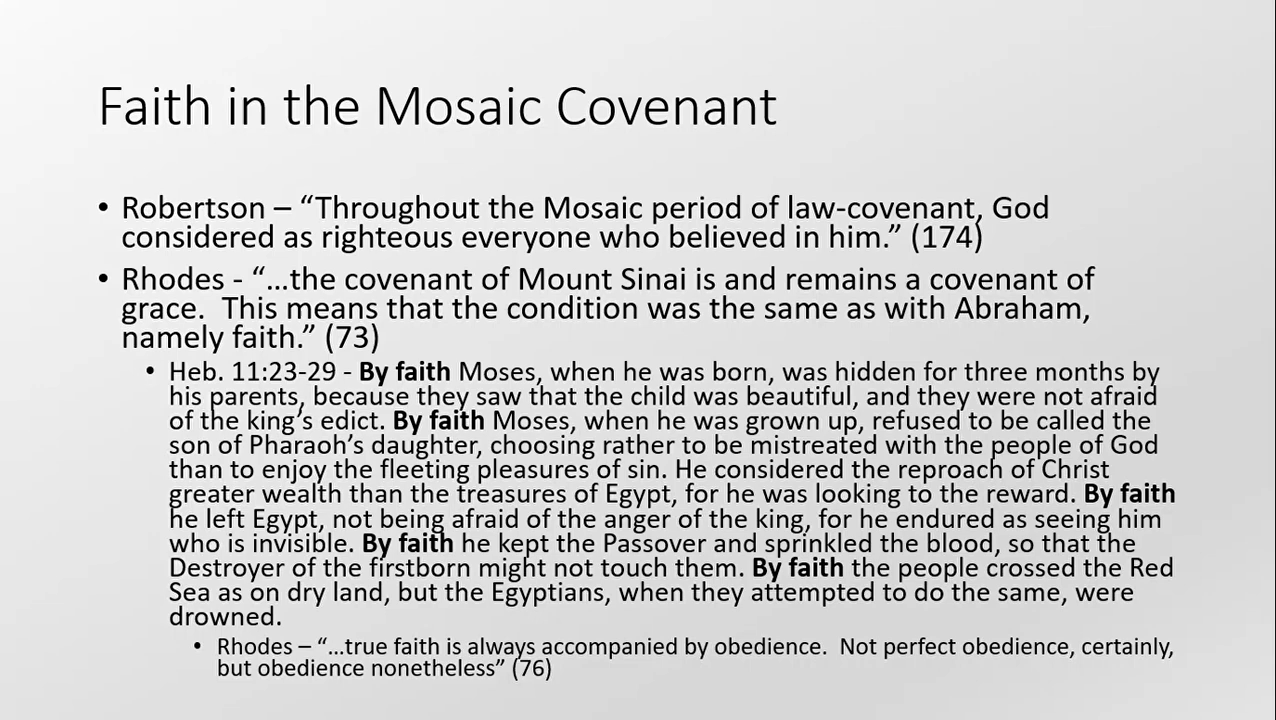 Faith in the Mosaic Covenant
• Robertson – “Throughout the Mosaic period of law-covenant, God
considered as righteous everyone who believed in him.” (174)
• Rhodes - “…the covenant of Mount Sinai is and remains a covenant of
grace.  This means that the condition was the same as with Abraham,
namely faith.” (73)
• Heb. 11:23-29 - By faith Moses, when he was born, was hidden for three months by
his parents, because they saw that the child was beautiful, and they were not afraid
of the king’s edict. By faith Moses, when he was grown up, refused to be called the
son of Pharaoh’s daughter, choosing rather to be mistreated with the people of God
than to enjoy the fleeting pleasures of sin. He considered the reproach of Christ
greater wealth than the treasures of Egypt, for he was looking to the reward. By faith
he left Egypt, not being afraid of the anger of the king, for he endured as seeing him
who is invisible. By faith he kept the Passover and sprinkled the blood, so that the
Destroyer of the firstborn might not touch them. By faith the people crossed the Red
Sea as on dry land, but the Egyptians, when they attempted to do the same, were
drowned.
• Rhodes – “…true faith is always accompanied by obedience.  Not perfect obedience, certainly,
but obedience nonetheless” (76)